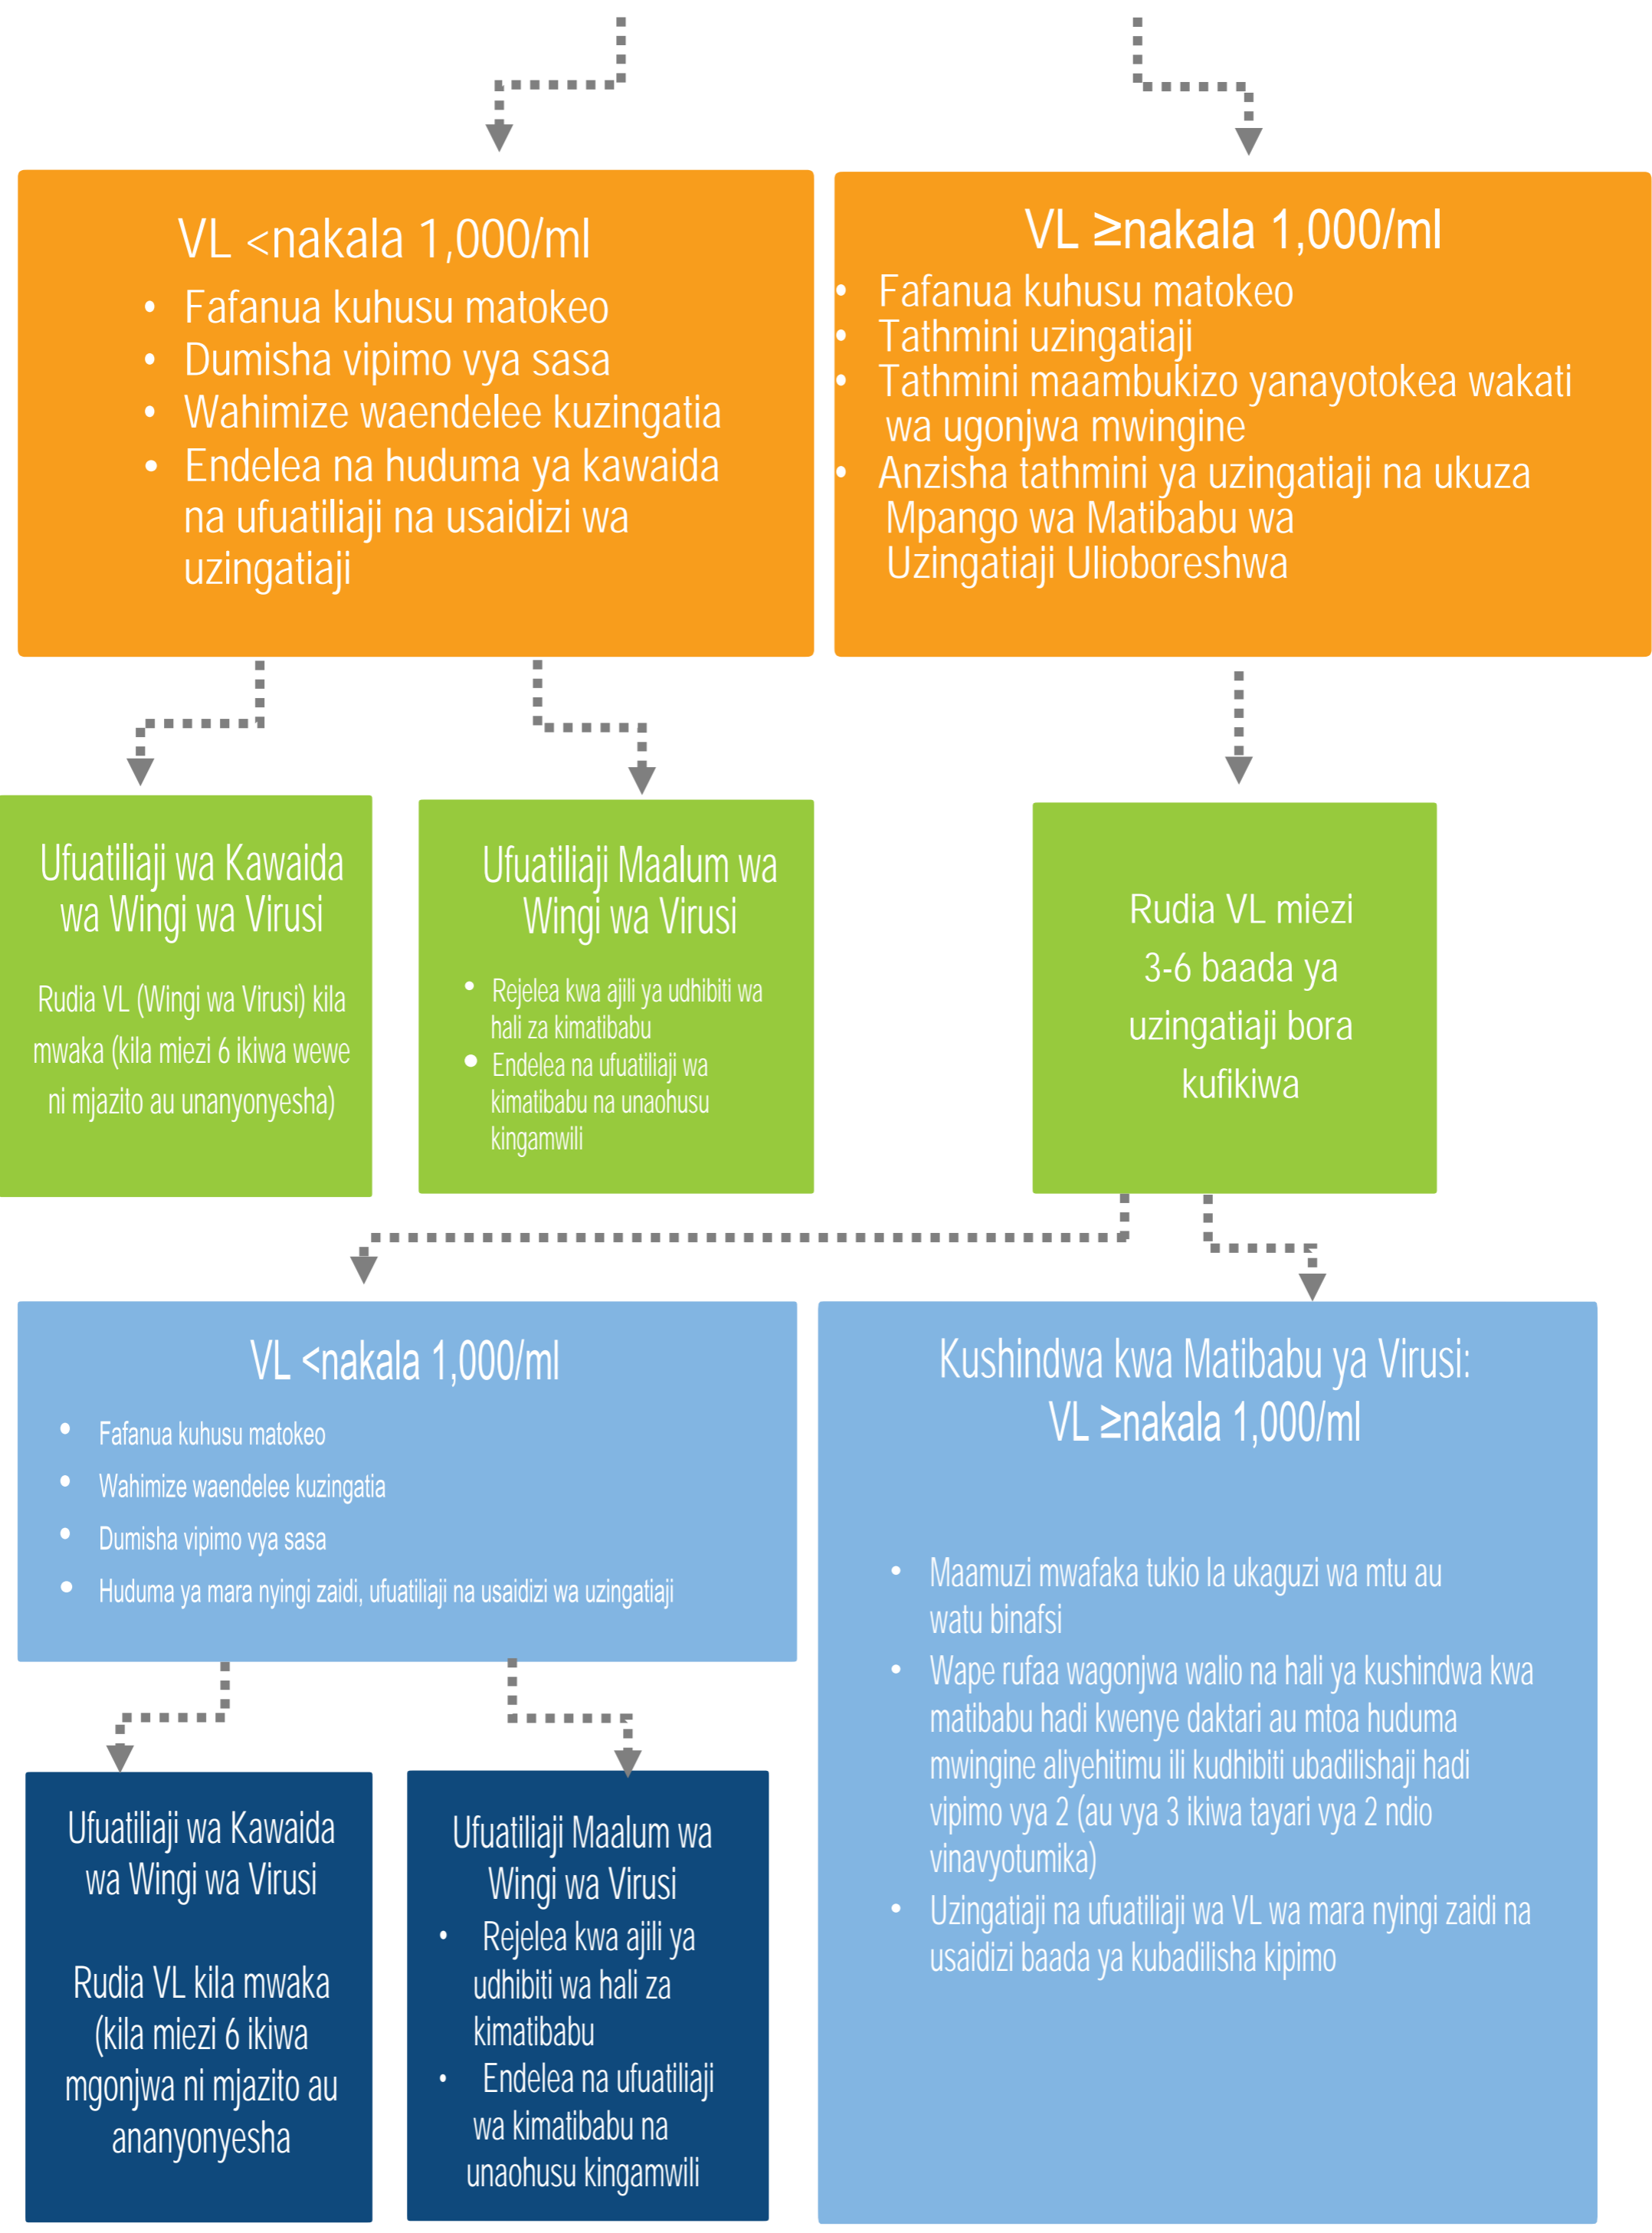 VL <nakala 1,000/ml
• Fafanua kuhusu matokeo
• Dumisha vipimo vya sasa
• Wahimize waendelee kuzingatia
• Endelea na huduma ya kawaida
na ufuatiliaji na usaidizi wa
uzingatiaji
VL ≥nakala 1,000/ml
• Fafanua kuhusu matokeo
• Tathmini uzingatiaji
• Tathmini maambukizo yanayotokea wakati
wa ugonjwa mwingine
• Anzisha tathmini ya uzingatiaji na ukuza
Mpango wa Matibabu wa
Uzingatiaji Ulioboreshwa
Ufuatiliaji wa Kawaida
wa Wingi wa Virusi
Rudia VL (Wingi wa Virusi) kila
mwaka (kila miezi 6 ikiwa wewe
ni mjazito au unanyonyesha)
Ufuatiliaji Maalum wa
Wingi wa Virusi
• Rejelea kwa ajili ya udhibiti wa
hali za kimatibabu
• Endelea na ufuatiliaji wa
kimatibabu na unaohusu
kingamwili
Rudia VL miezi
3-6 baada ya
uzingatiaji bora
kufikiwa
VL <nakala 1,000/ml
• Fafanua kuhusu matokeo
• Wahimize waendelee kuzingatia
• Dumisha vipimo vya sasa
• Huduma ya mara nyingi zaidi, ufuatiliaji na usaidizi wa uzingatiaji
Kushindwa kwa Matibabu ya Virusi:
VL ≥nakala 1,000/ml
• Maamuzi mwafaka tukio la ukaguzi wa mtu au
watu binafsi
• Wape rufaa wagonjwa walio na hali ya kushindwa kwa
matibabu hadi kwenye daktari au mtoa huduma
mwingine aliyehitimu ili kudhibiti ubadilishaji hadi
vipimo vya 2 (au vya 3 ikiwa tayari vya 2 ndio
vinavyotumika)
• Uzingatiaji na ufuatiliaji wa VL wa mara nyingi zaidi na
usaidizi baada ya kubadilisha kipimo
Ufuatiliaji wa Kawaida
wa Wingi wa Virusi
Rudia VL kila mwaka
(kila miezi 6 ikiwa
mgonjwa ni mjazito au
ananyonyesha
Ufuatiliaji Maalum wa
Wingi wa Virusi
• Rejelea kwa ajili ya
udhibiti wa hali za
kimatibabu
• Endelea na ufuatiliaji
wa kimatibabu na
unaohusu kingamwili